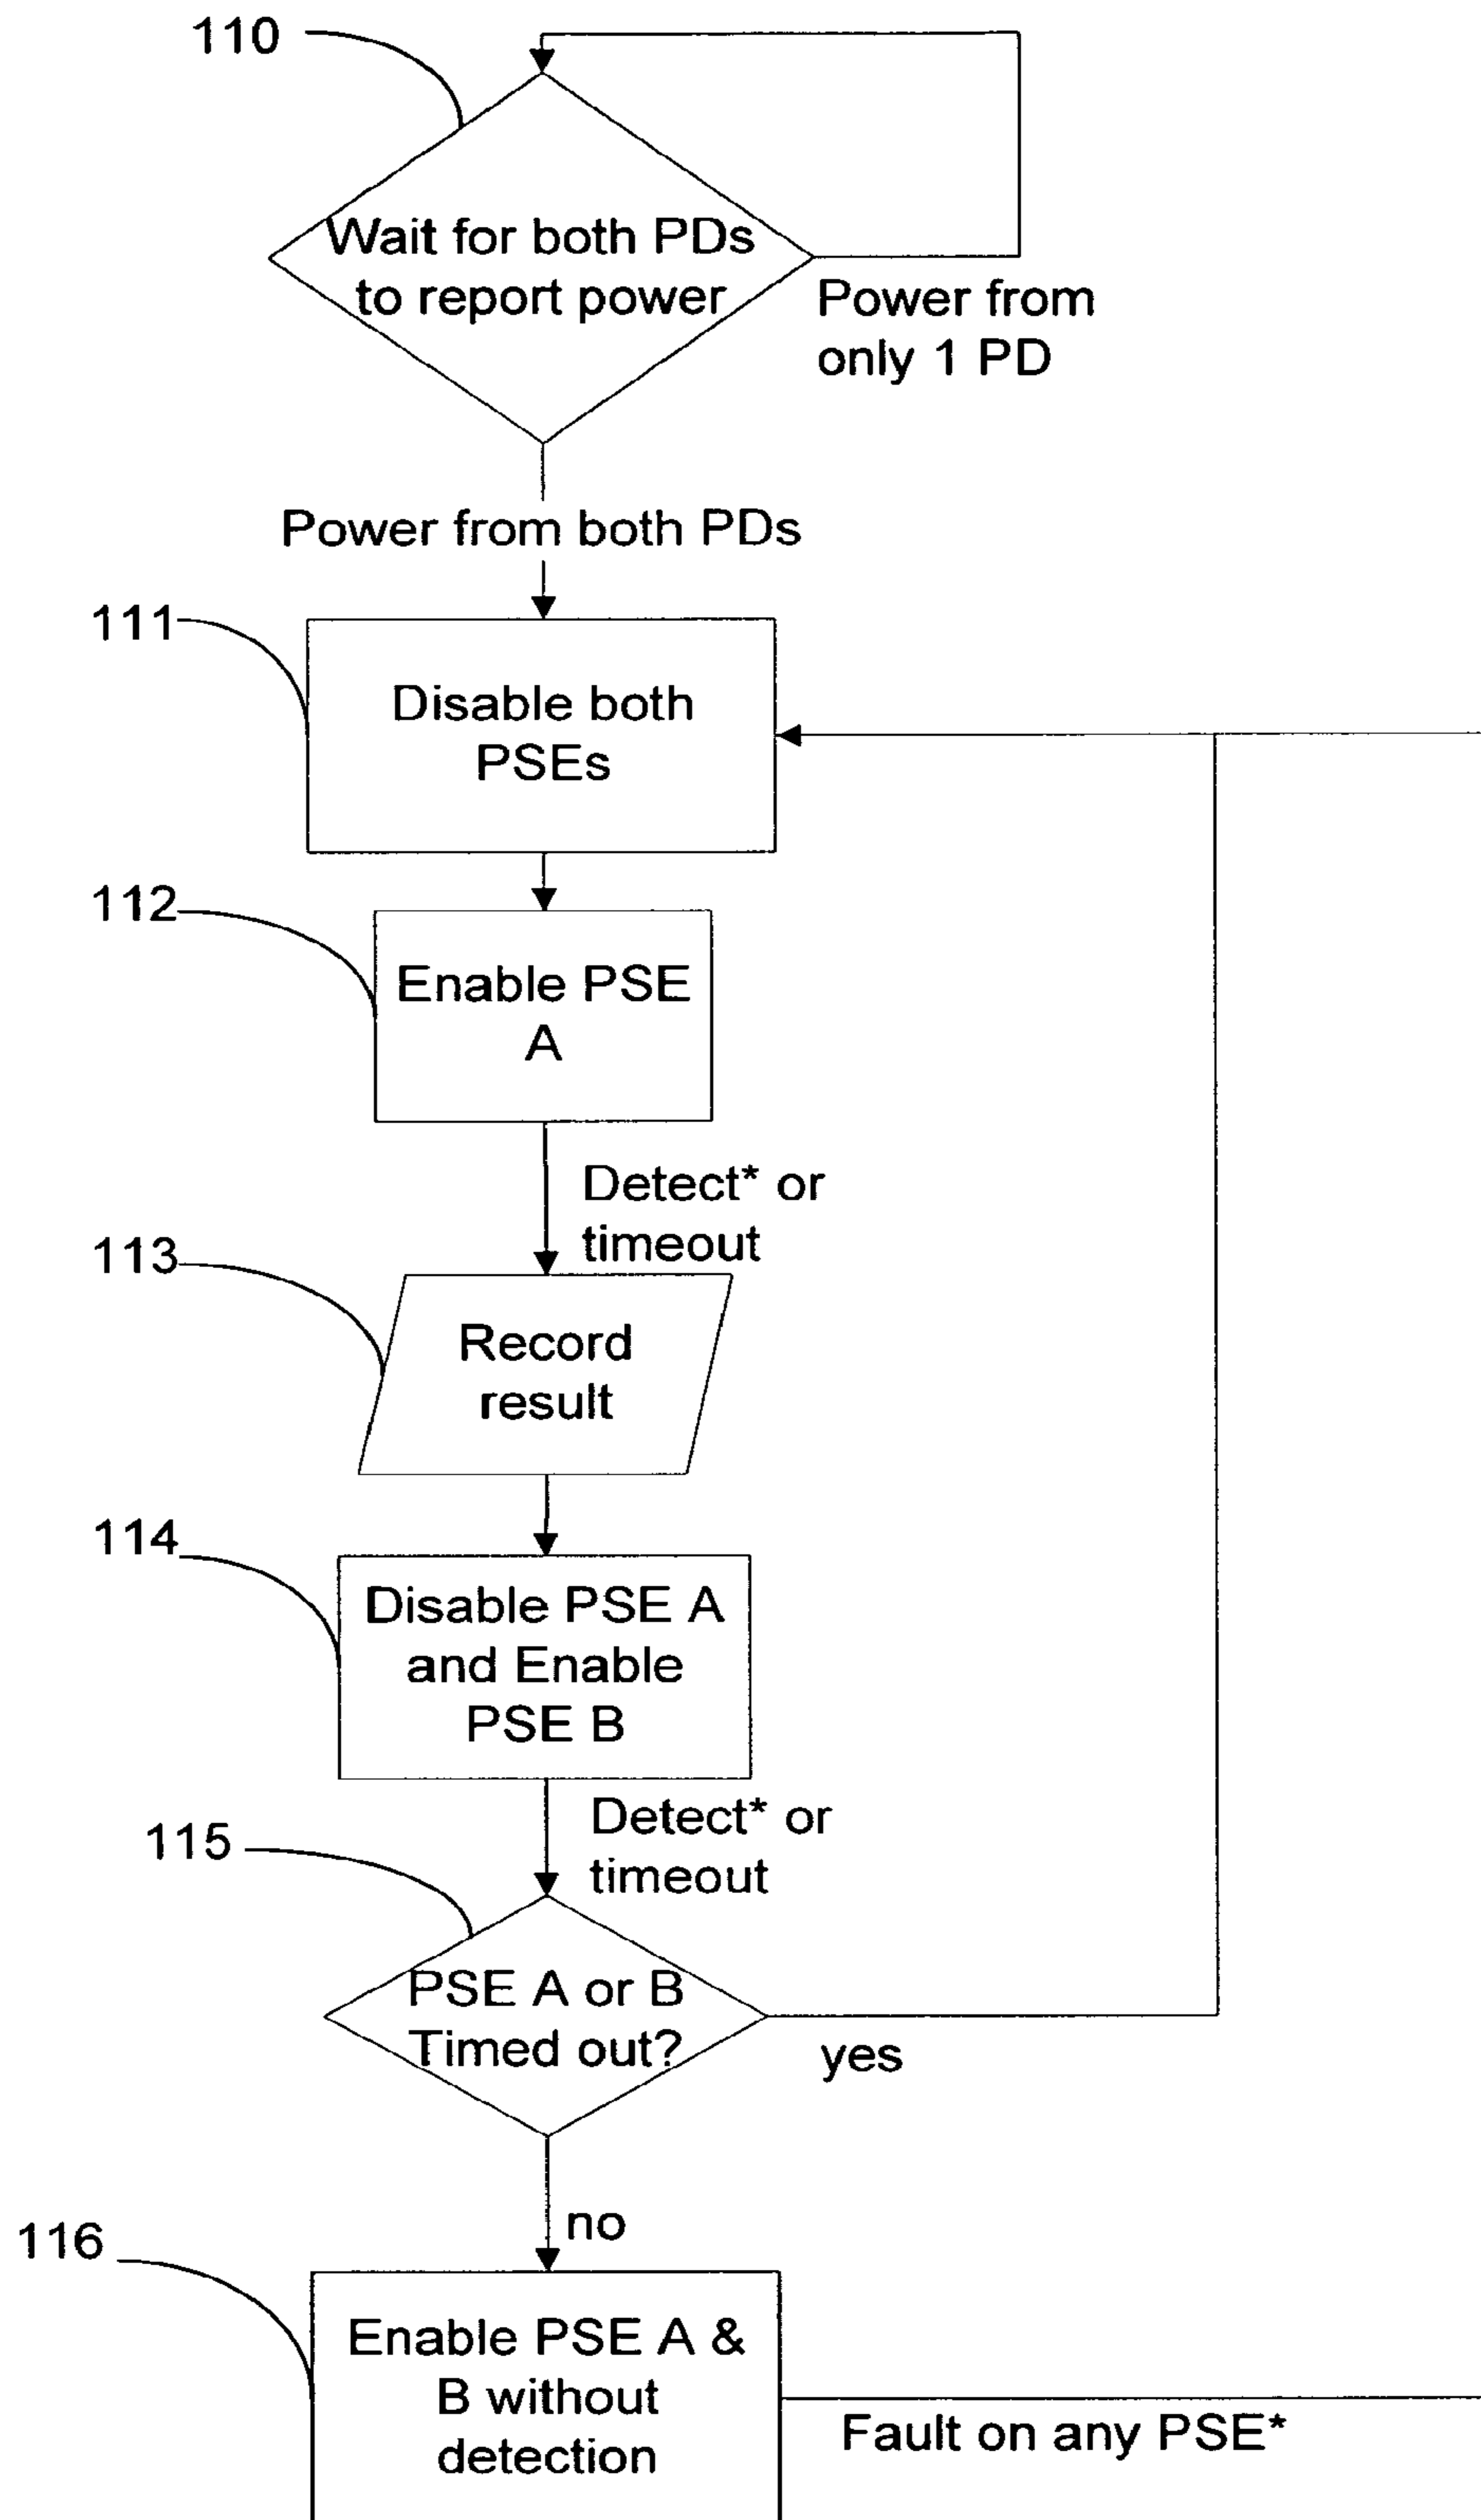 110
Wait for both PDs
to report power
Power from
only 1 PD
Power from both PDs
111
Disable both
PSEs
112
Enable PSE
A
Detect* or
timeout
113
Record
result
114
Disable PSE A
and Enable
PSE B
Detect* or
timeout
115
PSE A or B
Timed out?
yes
no
116
Enable PSE A &
B without
detection
Fault on any PSE*